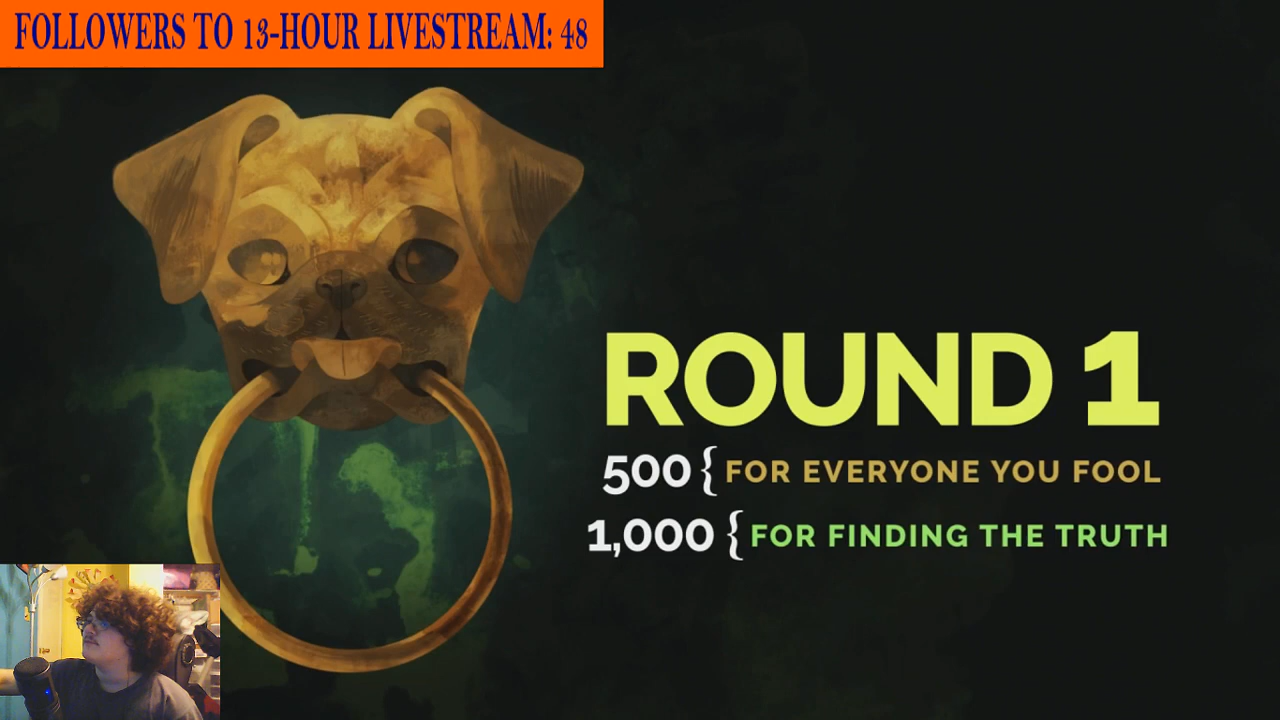 FOLLOWERS TO 13-HOUR LIVESTREAM: 48
ROUND 1
500 { FOR EVERYONE YOU FOOL
1,000 { FOR FINDING THE TRUTH